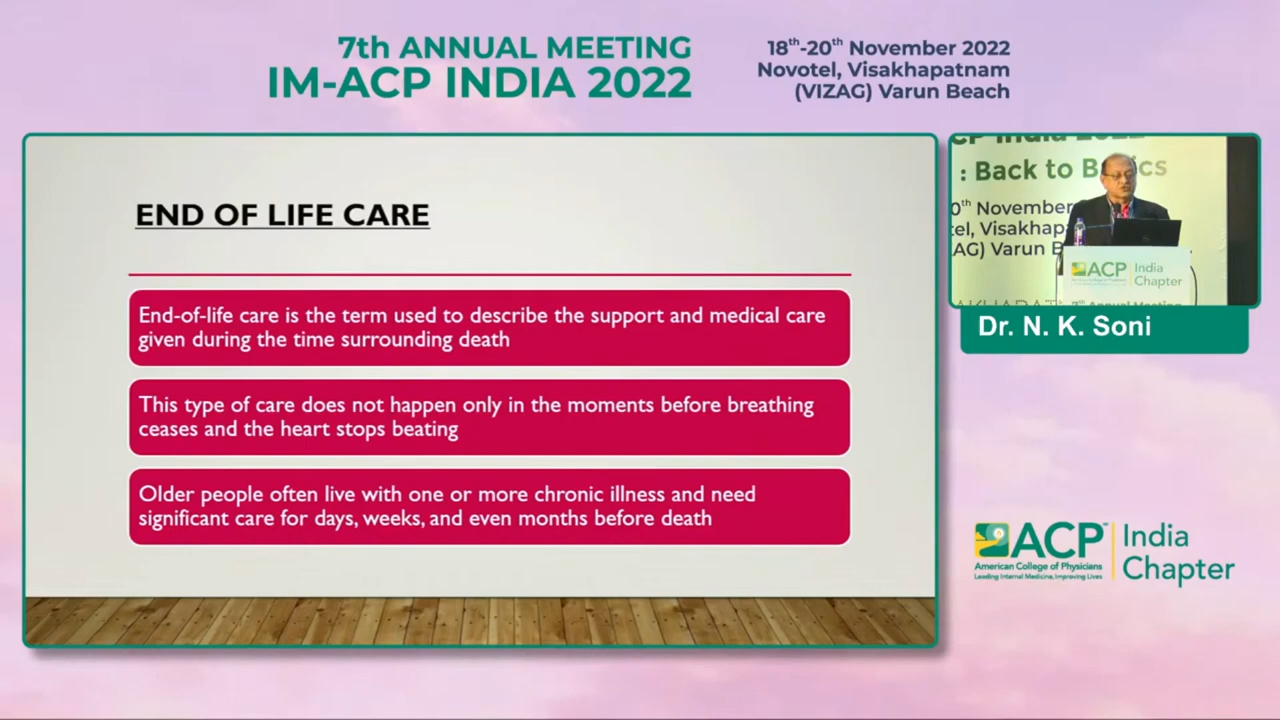 7th ANNUAL MEETING
IM-ACP INDIA 2022
18th-20th November 2022
Novotel, Visakhapatnam
(VIZAG) Varun Beach
END OF LIFE CARE
End-of-life care is the term used to describe the support and medical care
given during the time surrounding death
This type of care does not happen only in the moments before breathing
ceases and the heart stops beating
Older people often live with one or more chronic illness and need
significant care for days, weeks, and even months before death
: Back to
November
AG) Varun
ACP India
Chapter
Dr. N. K. Soni
ACP
American College of Physicians
Leading Internal Medicine, Improving Lives
India
Chapter